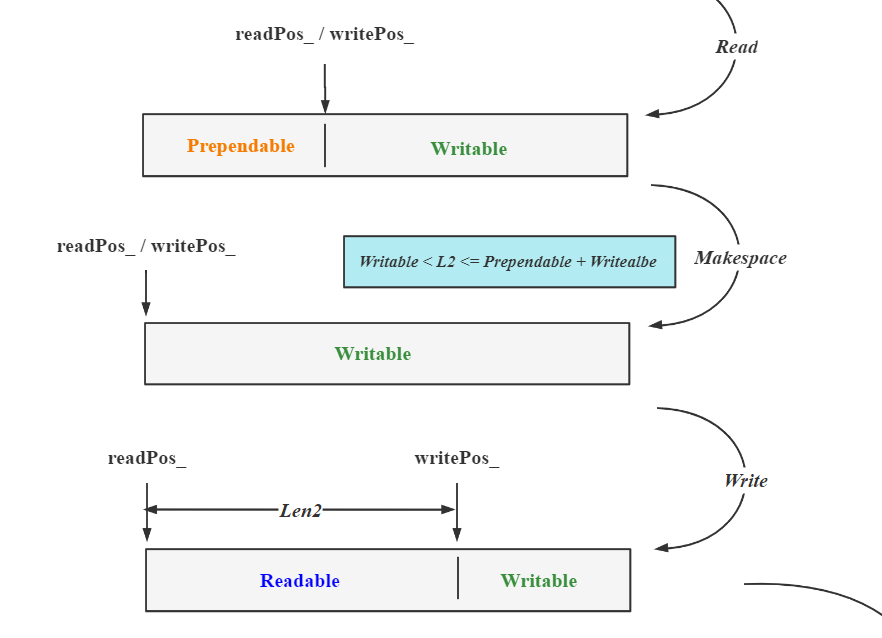 readPos_ / writePos_
Read
Prependable
Writable
readPos_ / writePos_
Writable < L2 <= Prependable + Writealbe
Makespace
Writable
readPos_
writePos_
Write
Len2
Readable
Writable